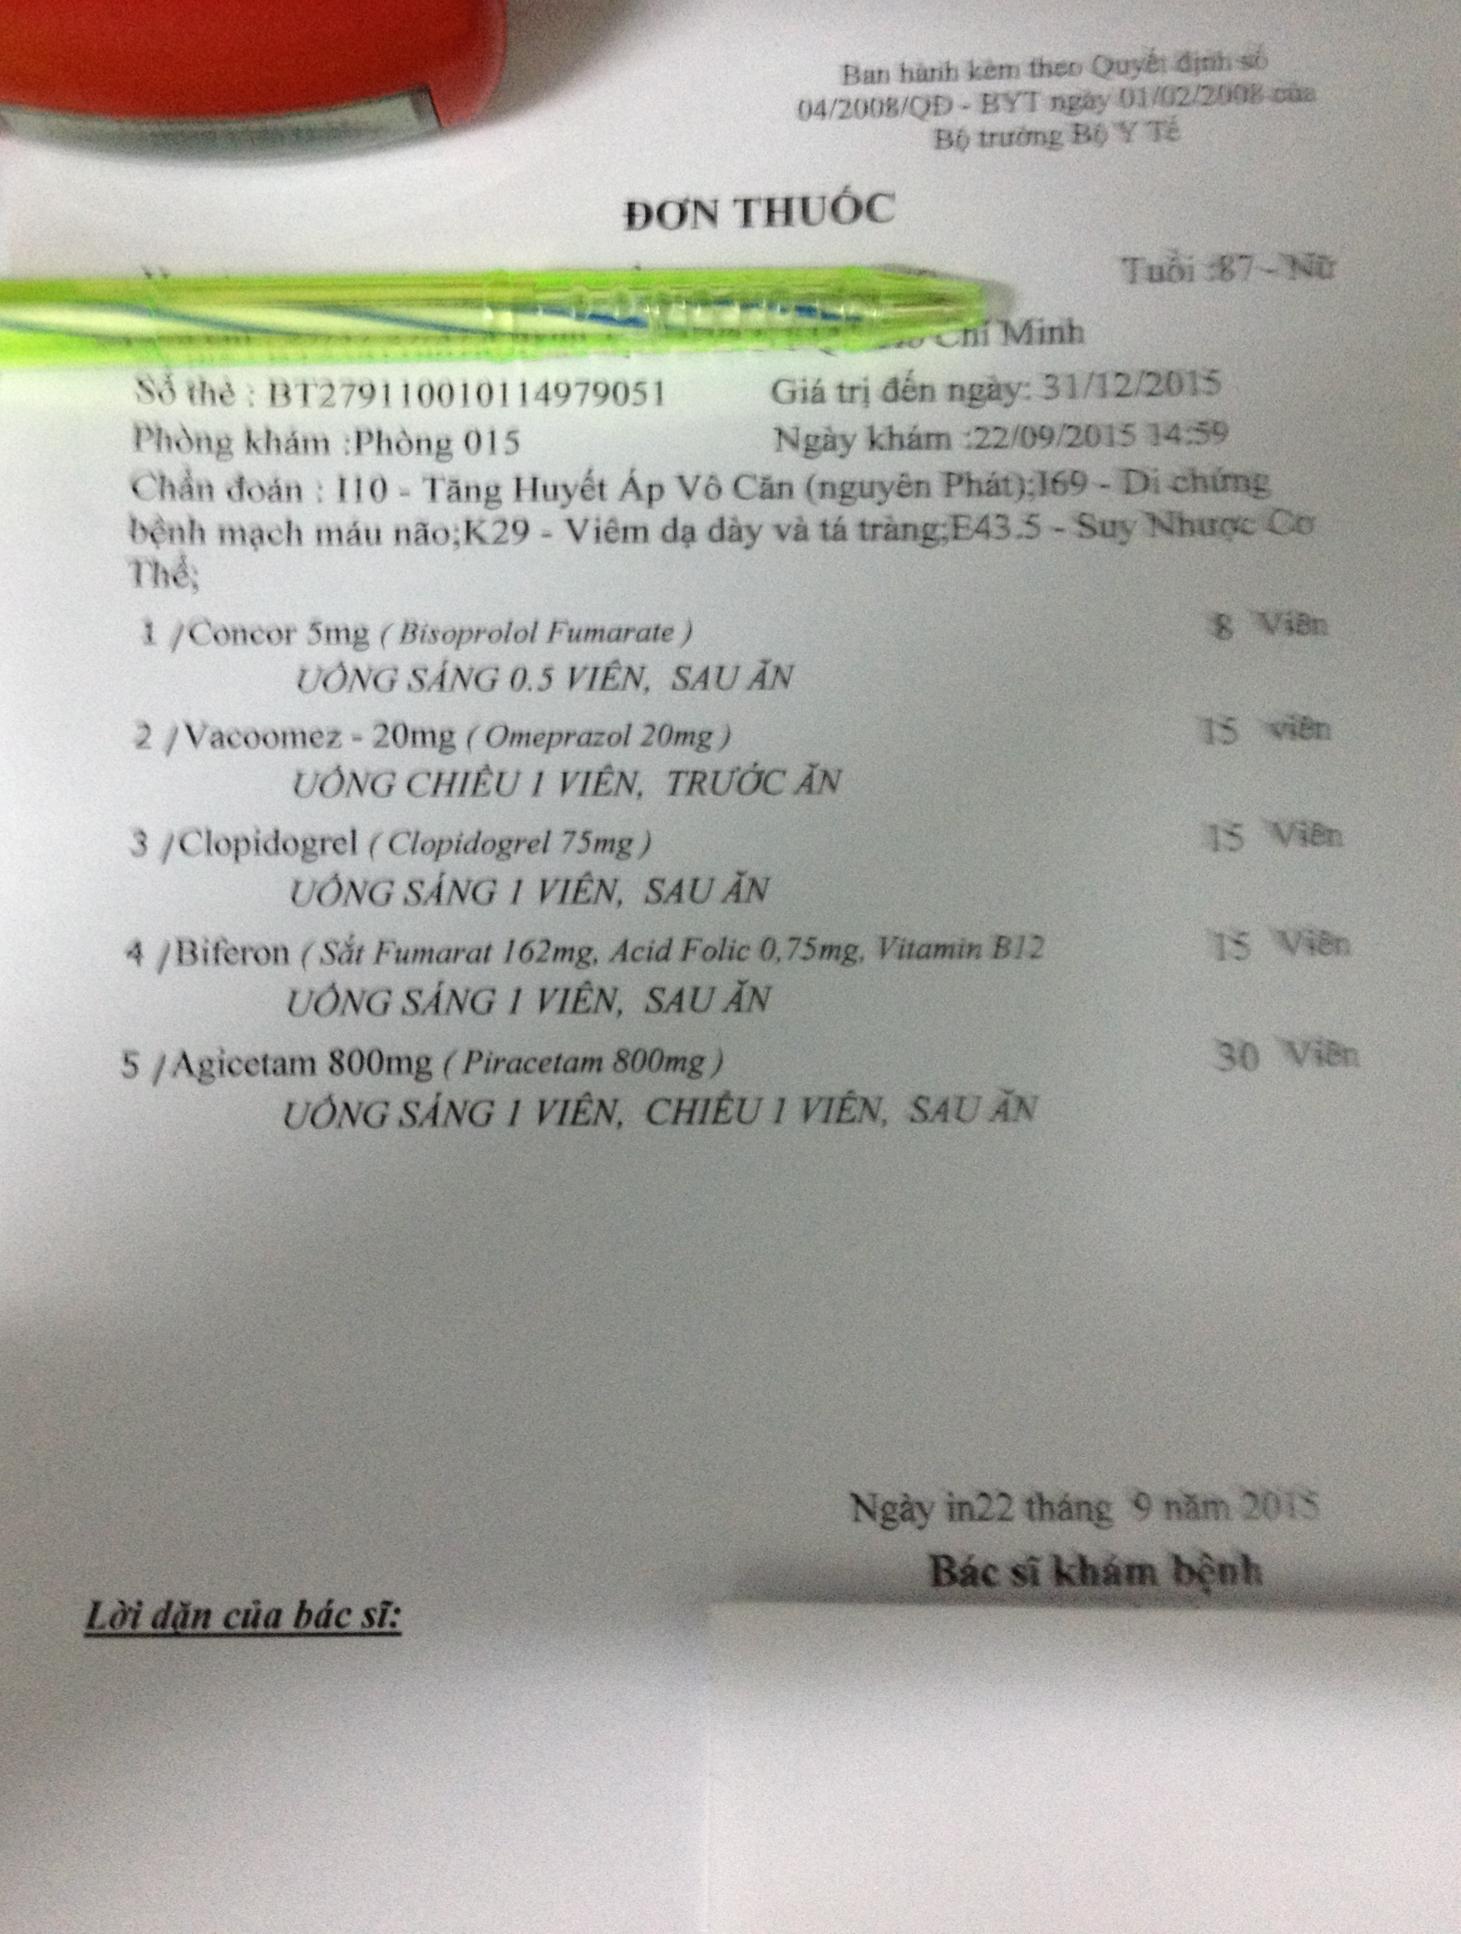 Ban hành kèm theo Quyết định số
04/2008/QĐ - BYT ngày 01/02/2008 của
Bộ trưởng Bộ Y Tế
ĐƠN THUỐC
Tuổi :87 - Nữ
Chí Minh
Số thẻ : BT279110010114979051 Giá trị đến ngày: 31/12/2015
Phòng khám :Phòng 015 Ngày khám :22/09/2015 14:59
Chẩn đoán : I10 - Tăng Huyết Áp Vô Căn (nguyên Phát);I69 - Di chứng
bệnh mạch máu não;K29 - Viêm dạ dày và tá tràng;E43.5 - Suy Nhược Cơ
Thể;
1 /Concor 5mg ( Bisoprolol Fumarate ) 8 Viên
UỐNG SÁNG 0.5 VIÊN, SAU ĂN
2 /Vacoomez - 20mg ( Omeprazol 20mg ) 15 viên
UỐNG CHIỀU 1 VIÊN, TRƯỚC ĂN
3 /Clopidogrel ( Clopidogrel 75mg ) 15 Viên
UỐNG SÁNG 1 VIÊN, SAU ĂN
4 /Biferon ( Sắt Fumarat 162mg, Acid Folic 0,75mg, Vitamin B12 15 Viên
UỐNG SÁNG 1 VIÊN, SAU ĂN
5 /Agicetam 800mg ( Piracetam 800mg ) 30 Viên
UỐNG SÁNG 1 VIÊN, CHIỀU 1 VIÊN, SAU ĂN
Ngày in22 tháng 9 năm 2015
Bác sĩ khám bệnh
Lời dặn của bác sĩ: